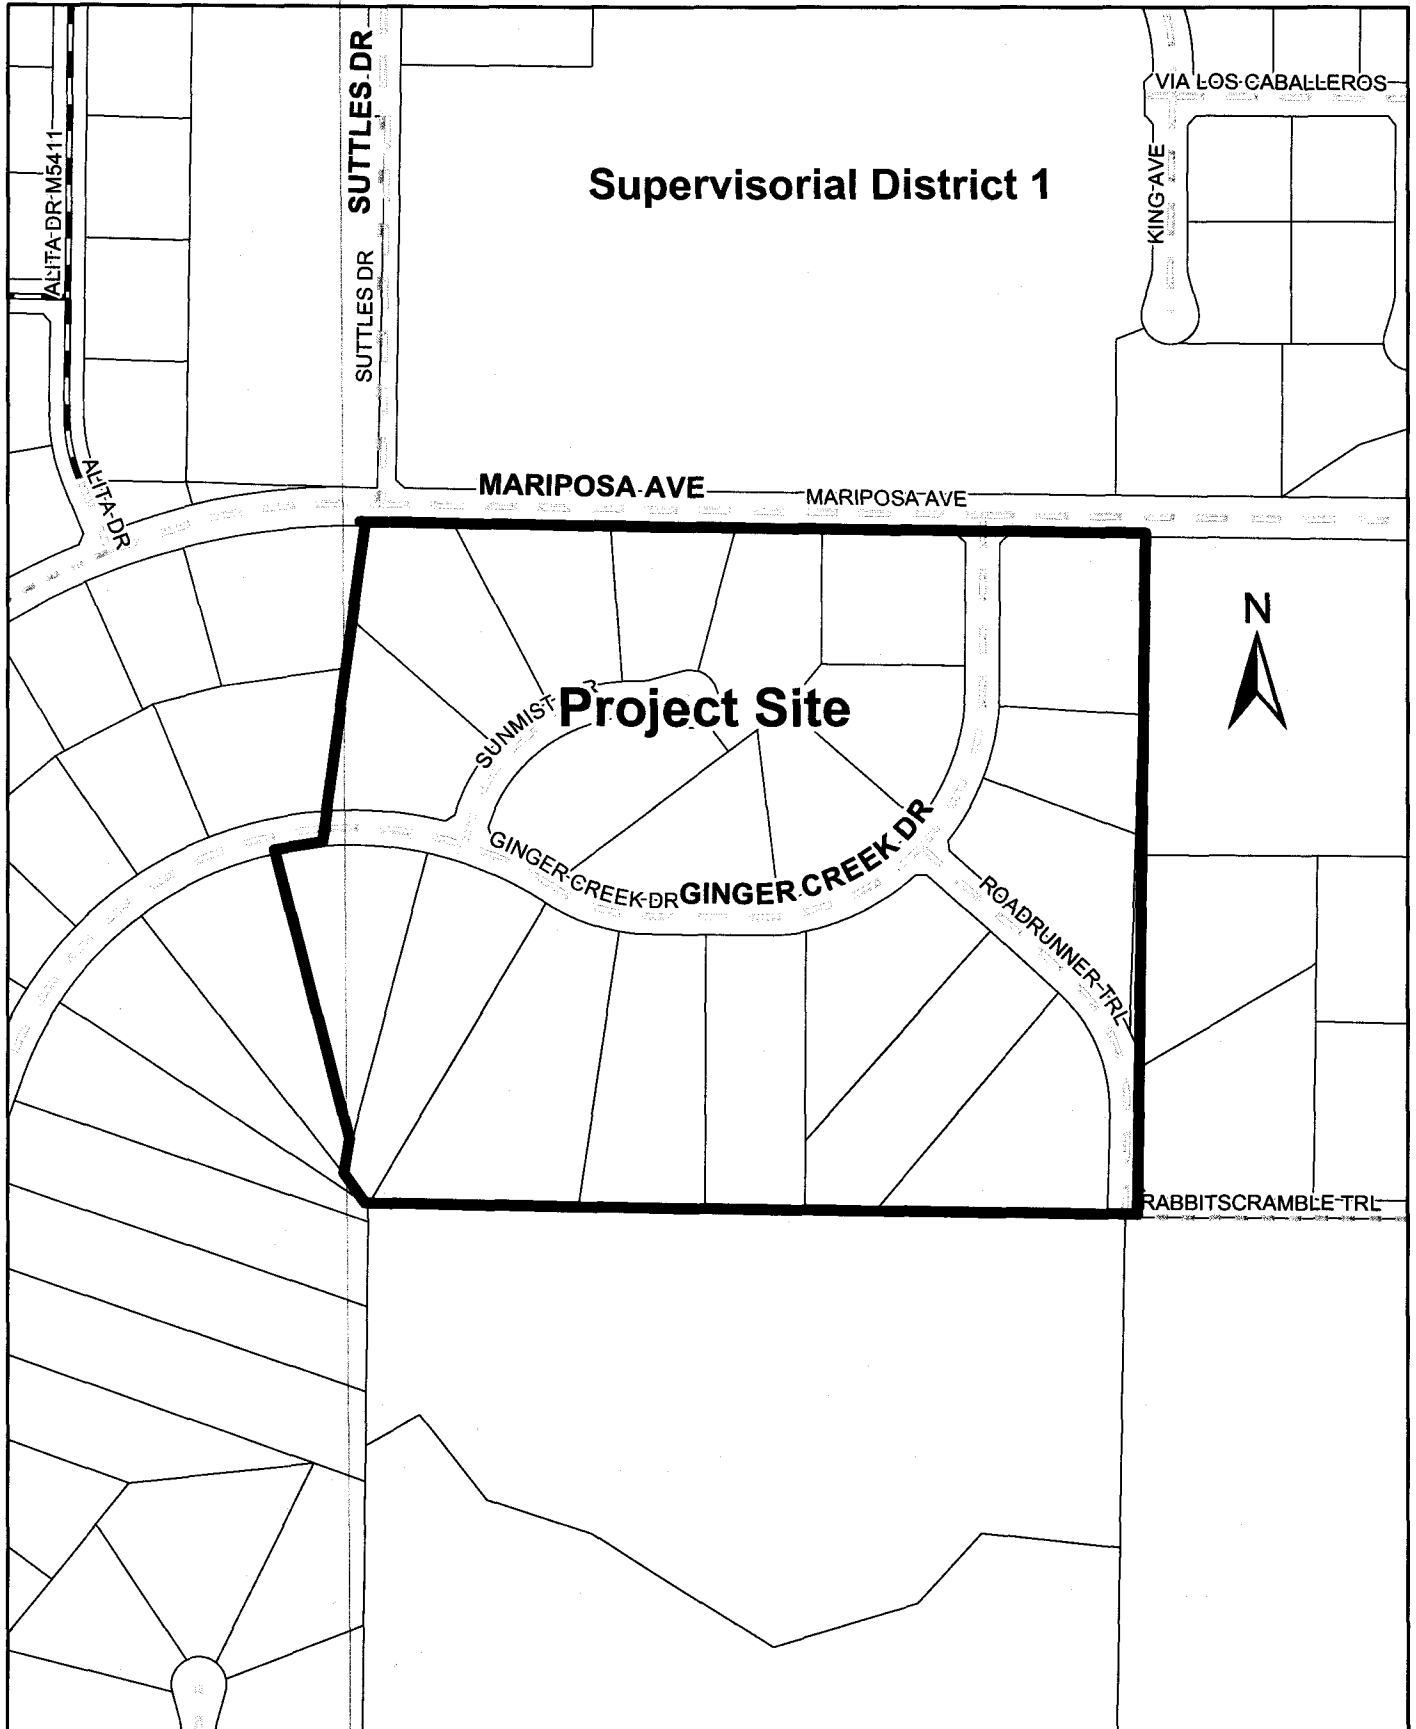 SUTTLES DR
VIA LOS CABALLEROS
ALITA DR M5411
KING AVE
Supervisorial District 1
SUTTLES DR
MARIPOSA AVE
MARIPOSA AVE
ALITA DR
N
SUNMIST
Project Site
GINGER CREEK DR
GINGER CREEK DR
ROADRUNNER TRL
RABBITSCRAMBLE TRL